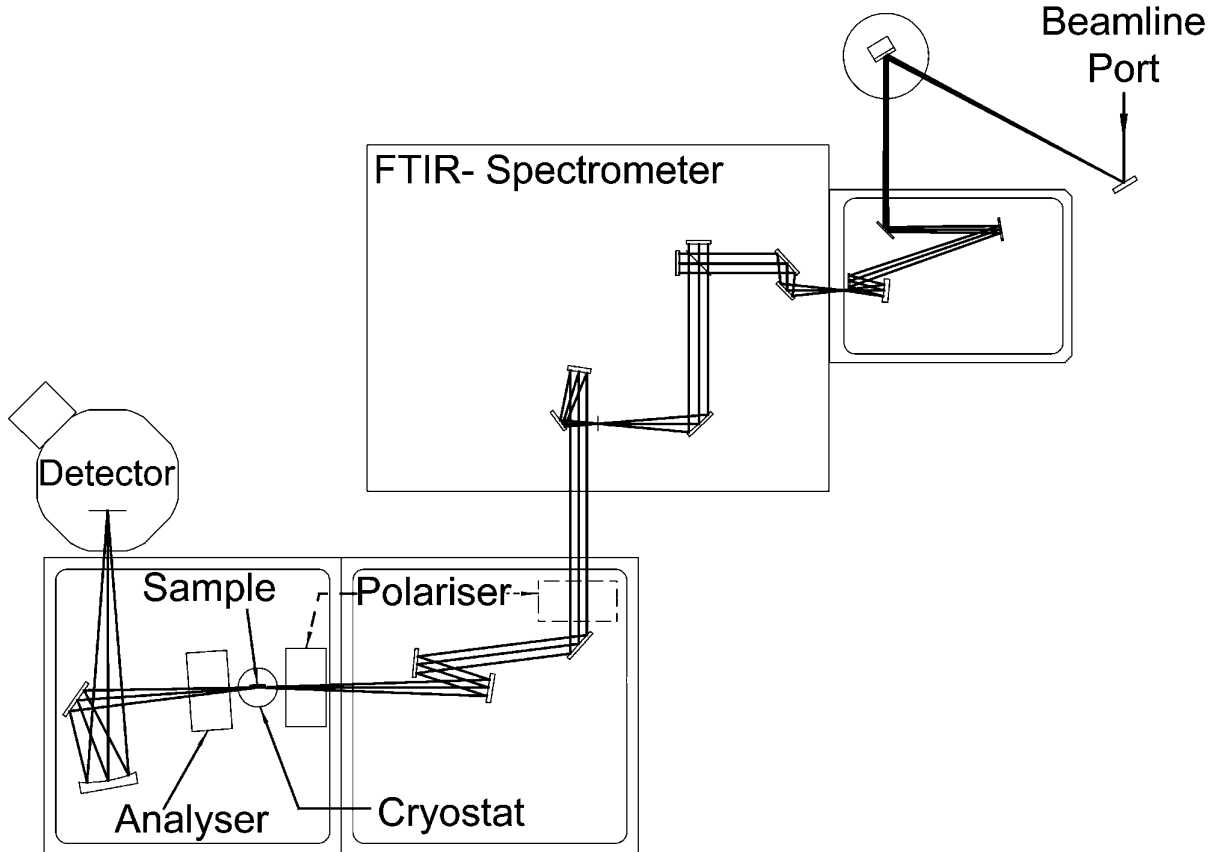 Beamline
Port
FTIR- Spectrometer
Detector
Sample
Polariser
Analyser
Cryostat